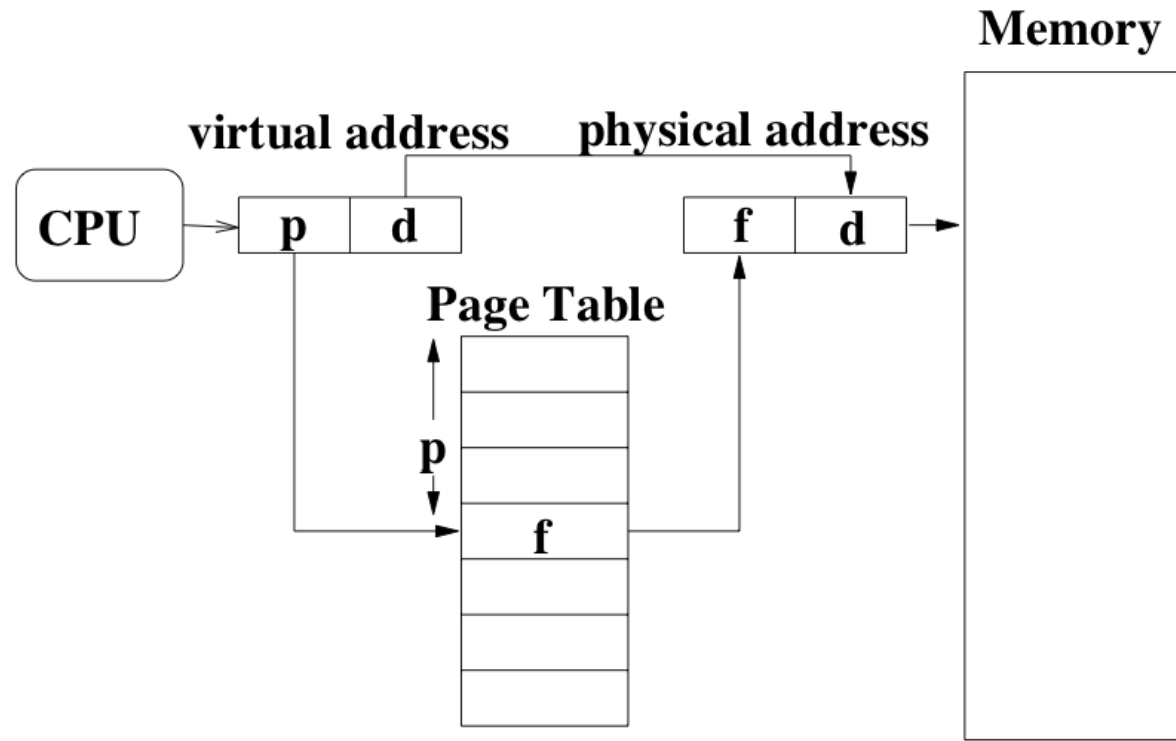 Memory
virtual address
physical address
CPU
p
d
f
d
Page Table
p
f